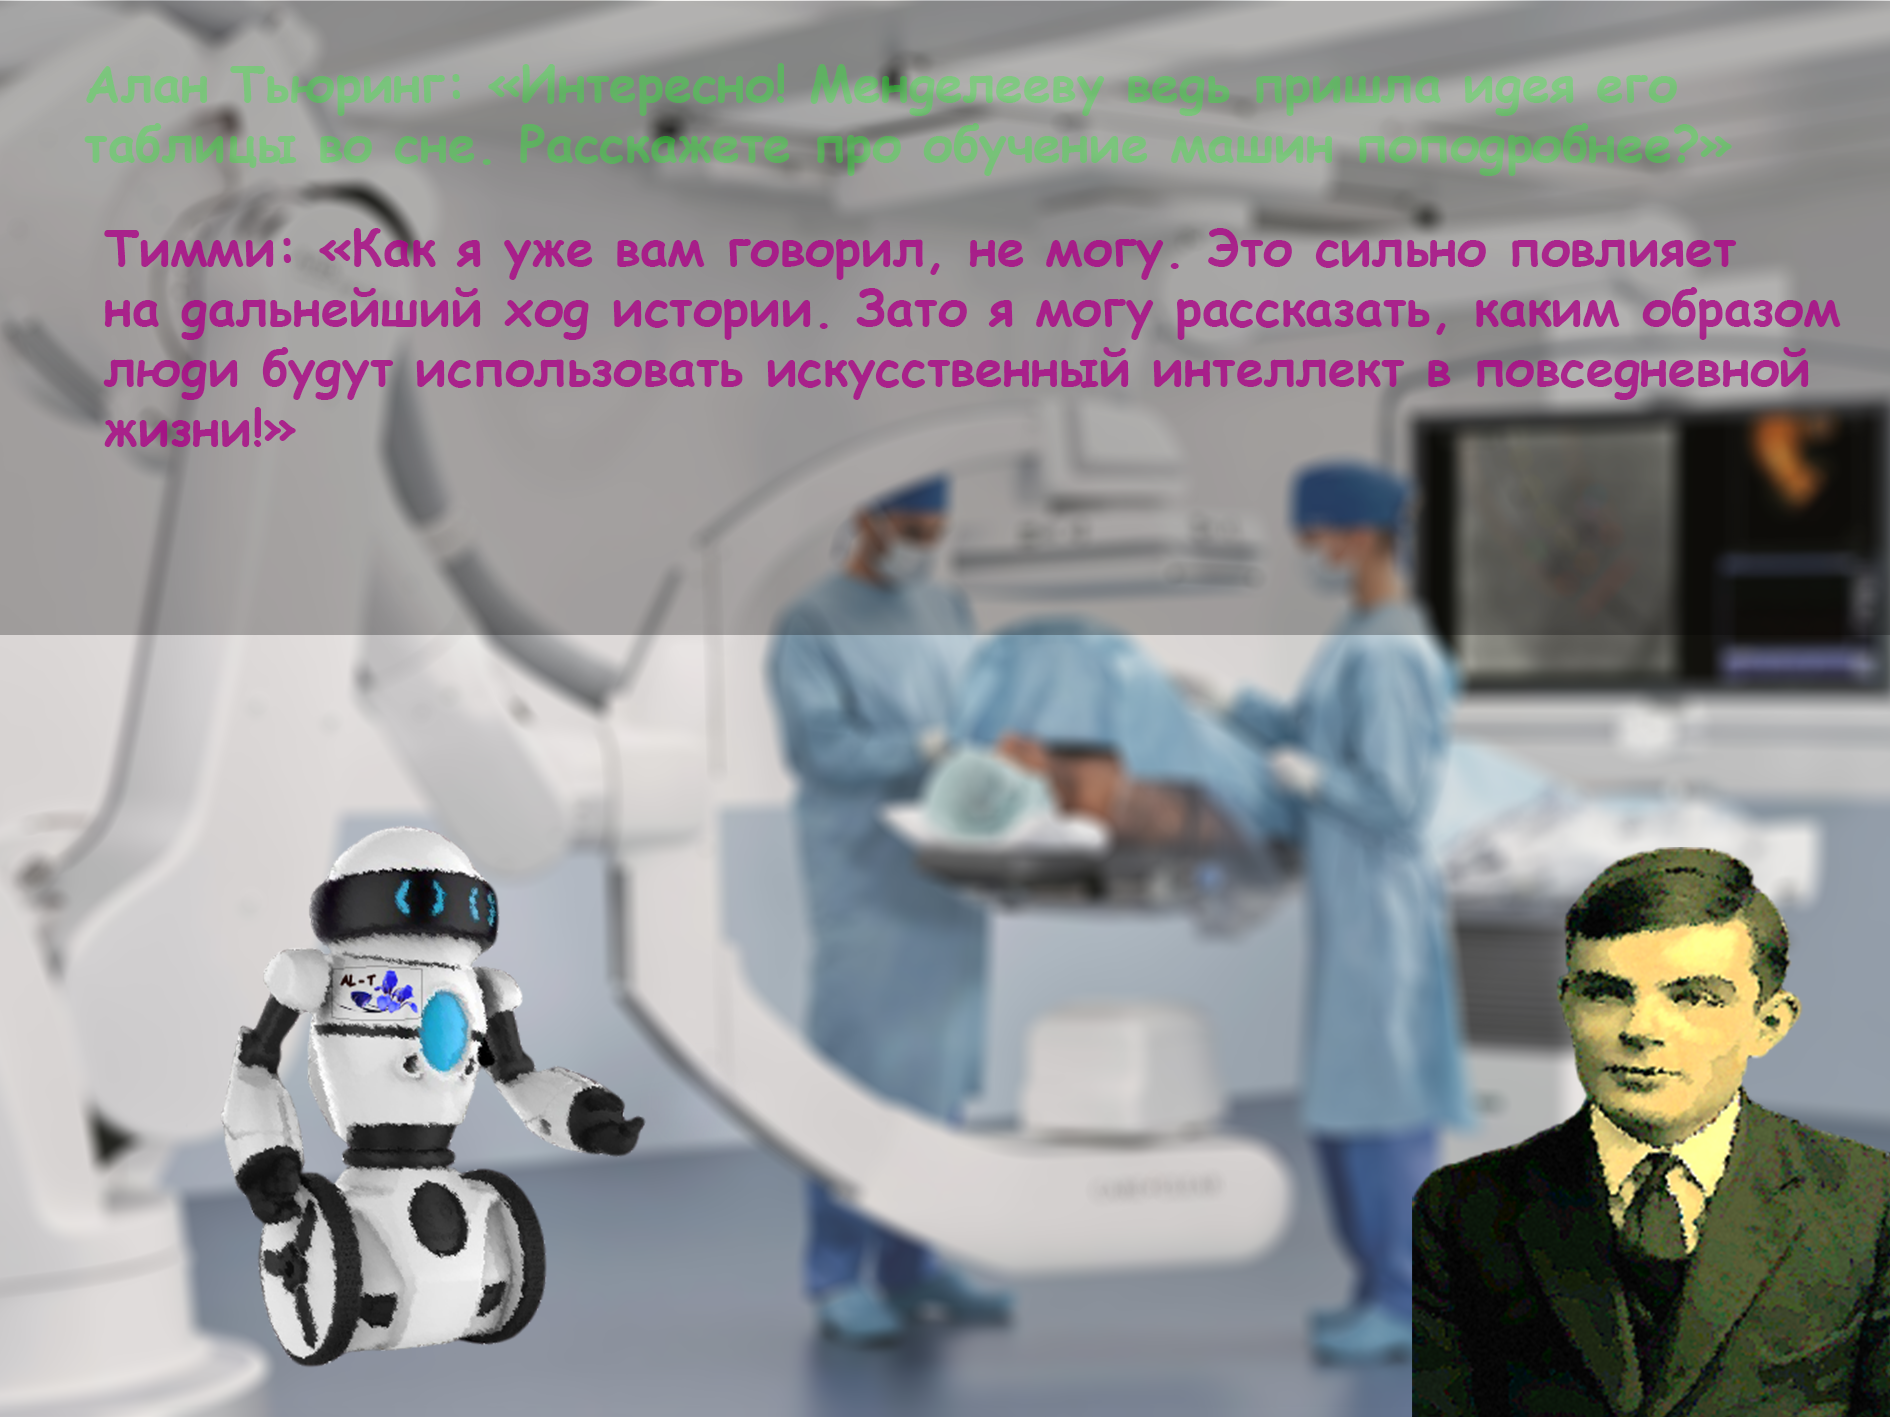 Алан Тьюринг: «Интересно! Менделееву ведь пришла идея его
таблицы во сне. Расскажете про обучение машин поподробнее?»
Тимми: «Как я уже вам говорил, не могу. Это сильно повлияет
на дальнейший ход истории. Зато я могу рассказать, каким образом
люди будут использовать искусственный интеллект в повседневной
жизни!»
AL-T